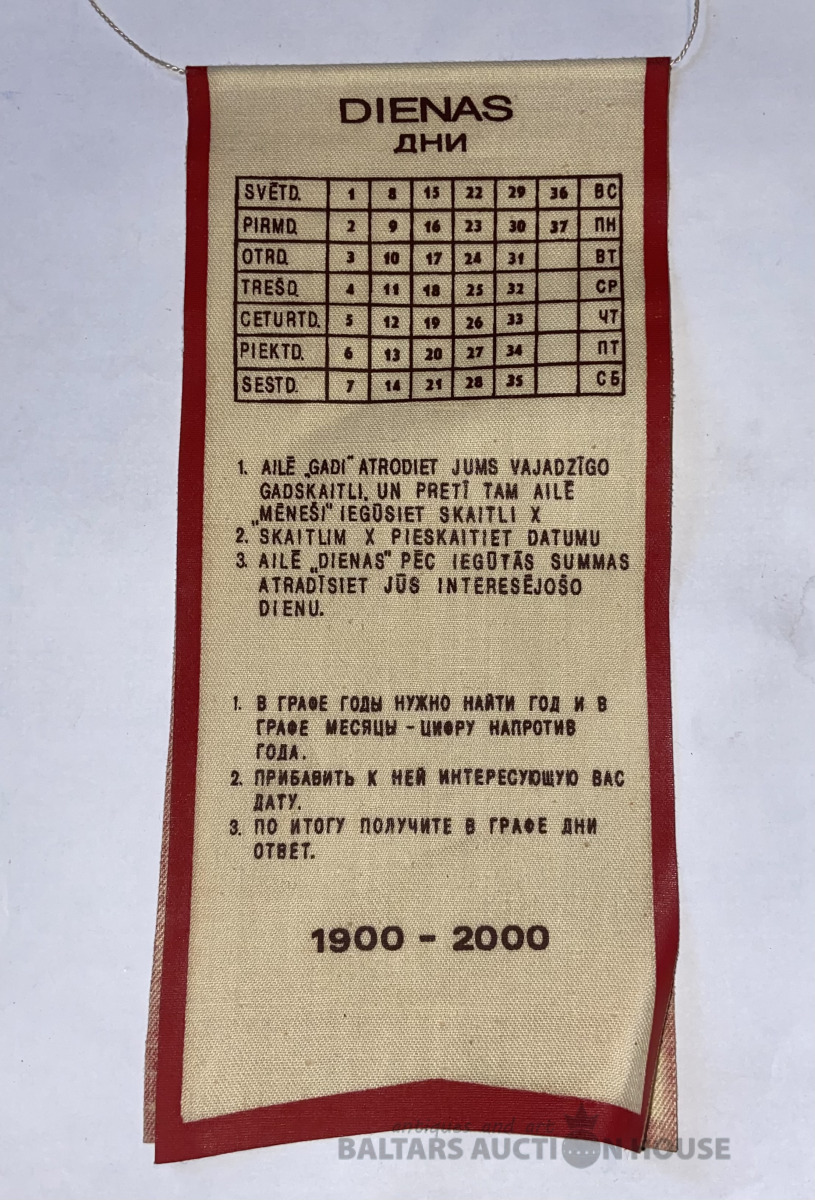 DIENAS
ДНИ
SVĒTD. 1 8 15 22 29 36 ВС
PIRMD. 2 9 16 23 30 37 ПН
OTRD. 3 10 17 24 31 ВТ
TREŠD. 4 11 18 25 32 СР
CETURTD. 5 12 19 26 33 ЧТ
PIEKTD. 6 13 20 27 34 ПТ
SESTD. 7 14 21 28 35 СБ
1. AILĒ „GADI" ATRODIET JUMS VAJADZĪGO
GADSKAITLI, UN PRETĪ TAM AILĒ
„MĒNEŠI" IEGŪSIET SKAITLI X
2. SKAITLIM X PIESKAITIET DATUMU
3. AILĒ „DIENAS" PĒC IEGŪTĀS SUMMAS
ATRADĪSIET JŪS INTERESĒJOŠO
DIENU.
1. В ГРАФЕ ГОДЫ НУЖНО НАЙТИ ГОД И В
ГРАФЕ МЕСЯЦЫ – ЦИФРУ НАПРОТИВ
ГОДА.
2. ПРИБАВИТЬ К НЕЙ ИНТЕРЕСУЮЩУЮ ВАС
ДАТУ.
3. ПО ИТОГУ ПОЛУЧИТЕ В ГРАФЕ ДНИ
ОТВЕТ.
1900 – 2000
antiques and art
BALTARS AUCTION HOUSE